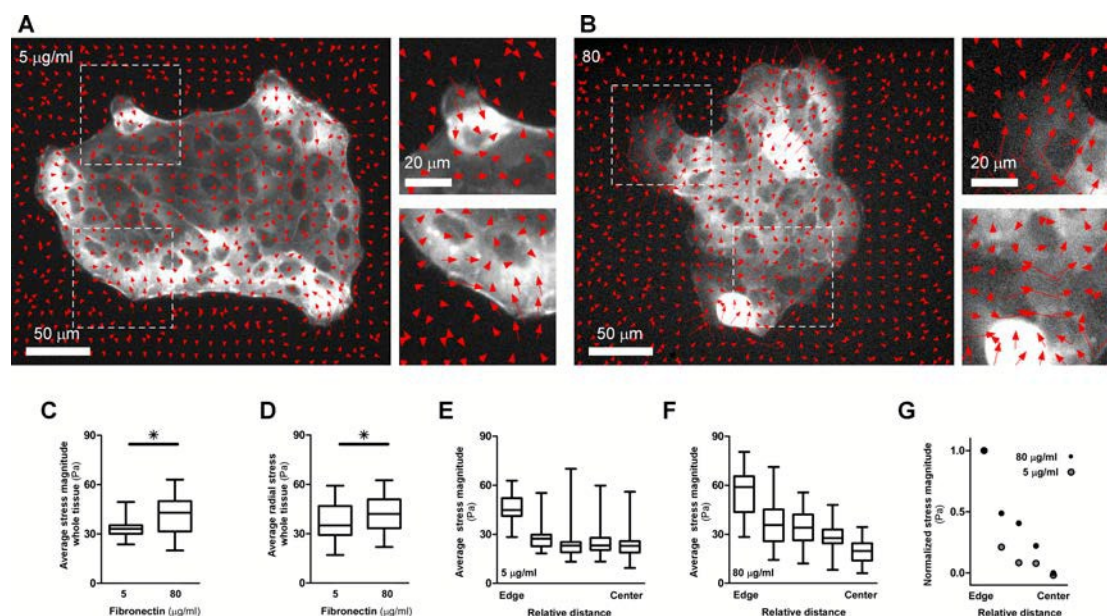 A
B
5 µg/ml
80
20 µm
20 µm
50 µm
50 µm
C
D
E
F
G
Average stress magnitude
whole tissue (Pa)
90
60
30
0
*
5
80
Fibronectin (µg/ml)
Average radial stress
whole tissue (Pa)
90
60
30
0
*
5
80
Fibronectin (µg/ml)
Average stress magnitude
(Pa)
90
60
30
0
5 µg/ml
Edge
Center
Relative distance
Average stress magnitude
(Pa)
90
60
30
0
80 µg/ml
Edge
Center
Relative distance
Normalized stress magnitude
(Pa)
1.0
0.5
0.0
80 µg/ml
5 µg/ml
Edge
Center
Relative distance